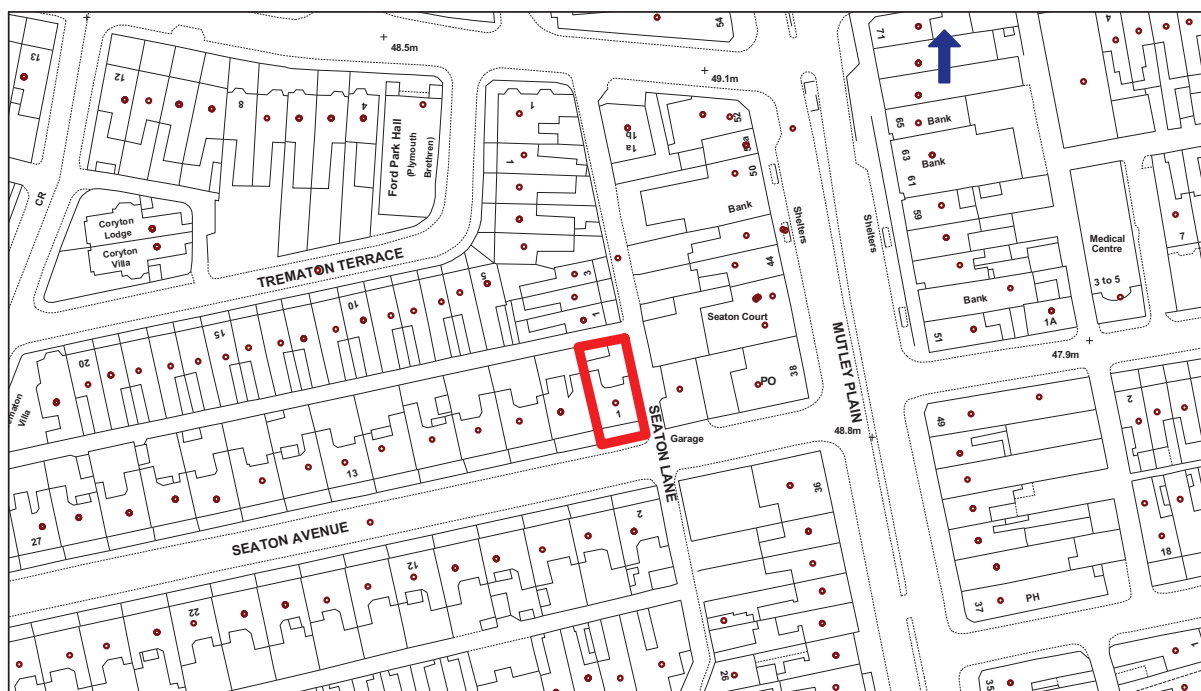 13
12
8
4
48.5m
54
71
4
49.1m
Ford Park Hall
(Plymouth
Brethren)
1
1
1a
1b
52
50
Bank
65
Bank
63
Bank
61
59
CR
Coryton
Lodge
Coryton
Villa
TREMATON TERRACE
Shelters
Shelters
Medical
Centre
3 to 5
7
44
Seaton Court
Bank
1A
51
47.9m
5
3
1
10
15
20
MUTLEY PLAIN
38
PO
1
SEATON LANE
Garage
48.8m
49
2
13
27
SEATON AVENUE
2
12
22
36
18
37
PH
26
35
1